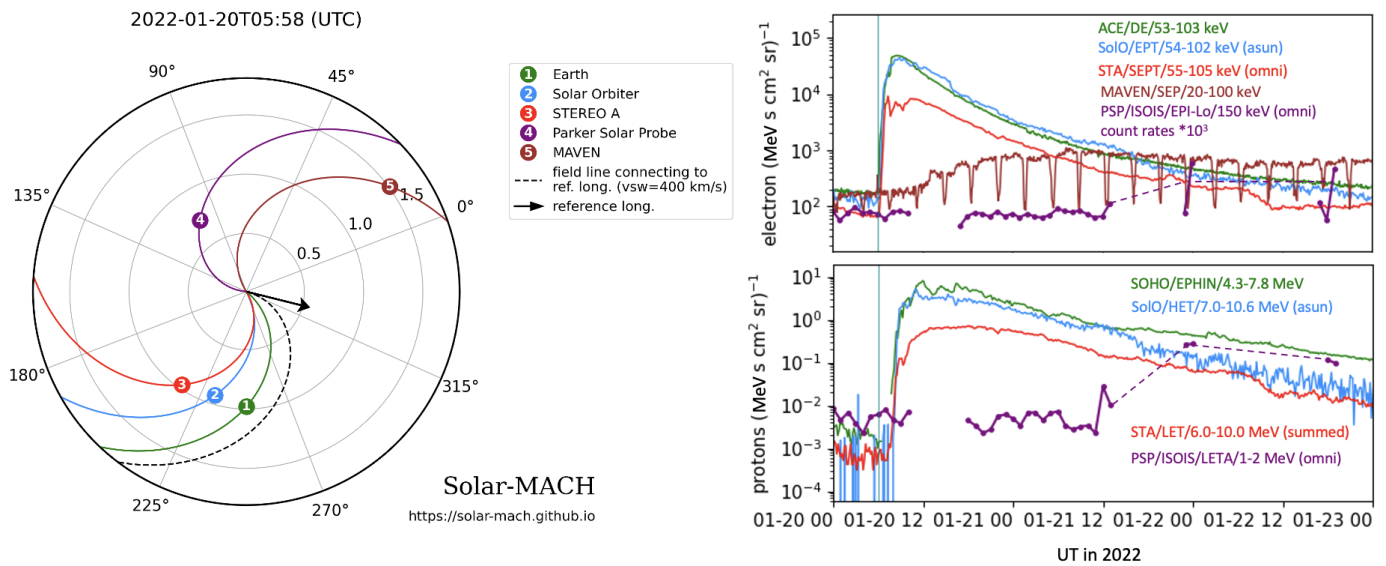 2022-01-20T05:58 (UTC)
90°
45°
135°
0°
180°
315°
225°
270°
0.5
1.0
1.5
1
2
3
4
5
1 Earth
2 Solar Orbiter
3 STEREO A
4 Parker Solar Probe
5 MAVEN
field line connecting to
ref. long. (vsw=400 km/s)
reference long.
Solar-MACH
https://solar-mach.github.io
electron (MeV s cm² sr)⁻¹
10⁵
10⁴
10³
10²
ACE/DE/53-103 keV
SolO/EPT/54-102 keV (asun)
STA/SEPT/55-105 keV (omni)
MAVEN/SEP/20-100 keV
PSP/ISOIS/EPI-Lo/150 keV (omni)
count rates *10³
protons (MeV s cm² sr)⁻¹
10¹
10⁰
10⁻¹
10⁻²
10⁻³
10⁻⁴
SOHO/EPHIN/4.3-7.8 MeV
SolO/HET/7.0-10.6 MeV (asun)
STA/LET/6.0-10.0 MeV (summed)
PSP/ISOIS/LETA/1-2 MeV (omni)
01-20 00 01-20 12 01-21 00 01-21 12 01-22 00 01-22 12 01-23 00
UT in 2022